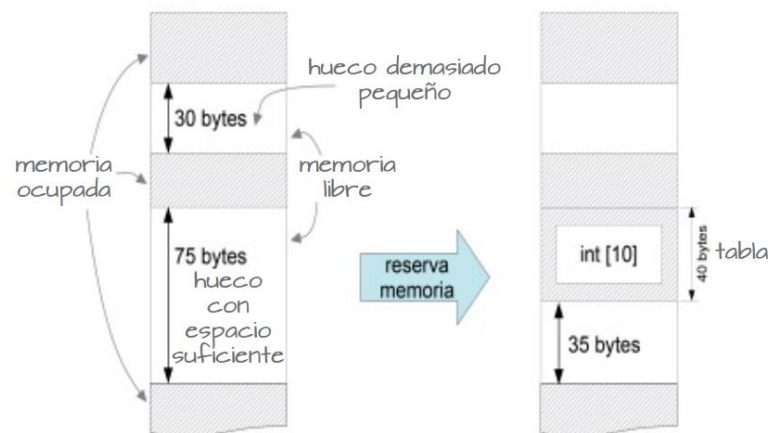 hueco demasiado
pequeño
30 bytes
memoria
ocupada
memoria
libre
75 bytes
hueco
con
espacio
suficiente
reserva
memoria
int [10]
40 bytes
tabla
35 bytes